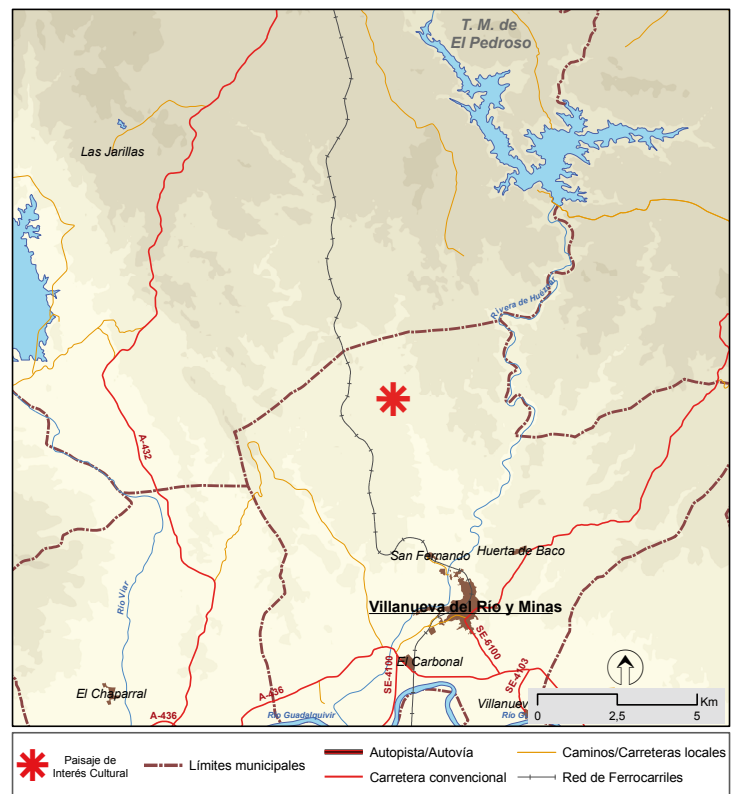 T. M. de
El Pedroso
Las Jarillas
Rivera de Huéz
A-432
San Fernando
Huerta de Baco
Río Viar
Villanueva del Río y Minas
SE-6100
El Carbonal
SE-4100
SE-4103
El Chaparral
A-436
A-436
Río Guadalquivir
Villanuev
Río G
0 2,5 5 Km
Paisaje de
Interés Cultural
Límites municipales
Autopista/Autovía
Carretera convencional
Caminos/Carreteras locales
Red de Ferrocarriles